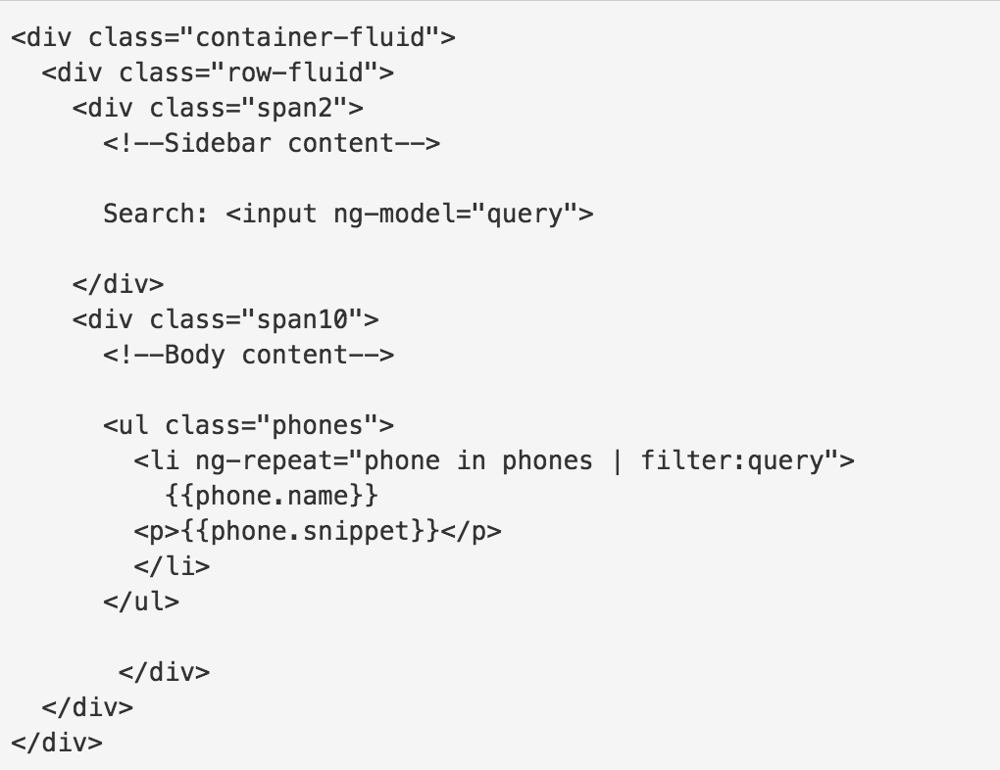 <div class="container-fluid">
  <div class="row-fluid">
    <div class="span2">
      <!--Sidebar content-->

      Search: <input ng-model="query">

    </div>
    <div class="span10">
      <!--Body content-->

      <ul class="phones">
        <li ng-repeat="phone in phones | filter:query">
          {{phone.name}}
        <p>{{phone.snippet}}</p>
        </li>
      </ul>

       </div>
  </div>
</div>